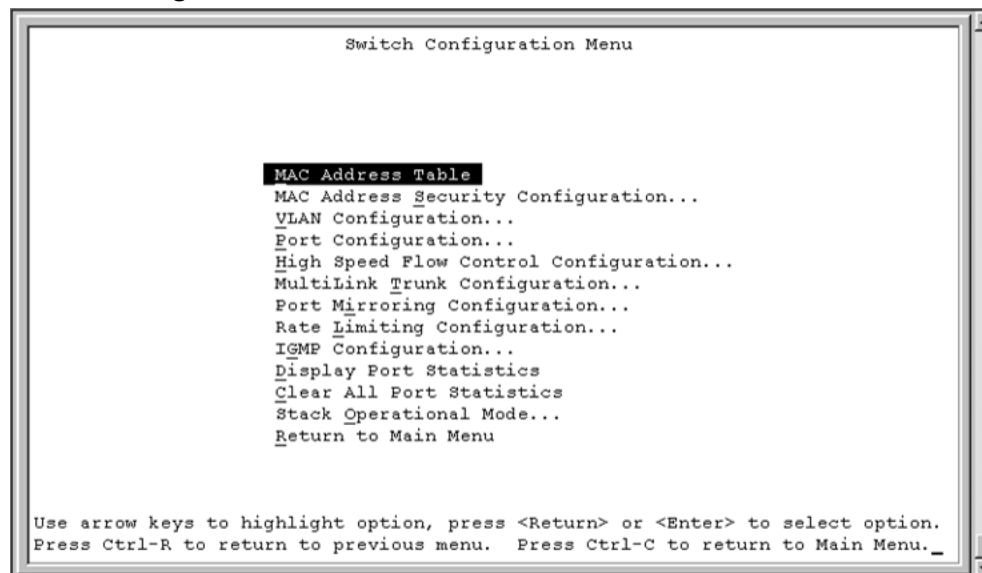 Switch Configuration Menu
MAC Address Table
MAC Address Security Configuration...
VLAN Configuration...
Port Configuration...
High Speed Flow Control Configuration...
MultiLink Trunk Configuration...
Port Mirroring Configuration...
Rate Limiting Configuration...
IGMP Configuration...
Display Port Statistics
Clear All Port Statistics
Stack Operational Mode...
Return to Main Menu
Use arrow keys to highlight option, press <Return> or <Enter> to select option.
Press Ctrl-R to return to previous menu.  Press Ctrl-C to return to Main Menu._